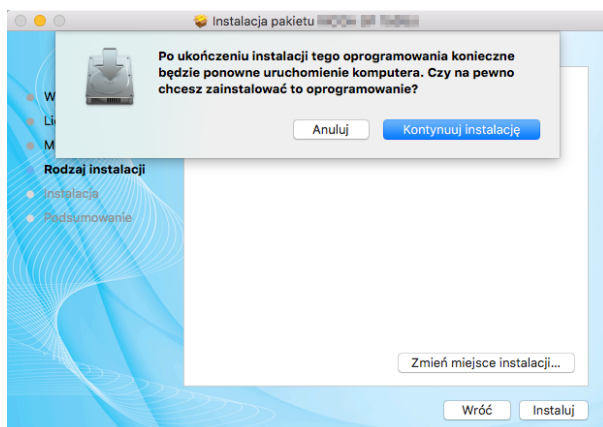 Instalacja pakietu
Po ukończeniu instalacji tego oprogramowania konieczne
będzie ponowne uruchomienie komputera. Czy na pewno
chcesz zainstalować to oprogramowanie?
Anuluj
Kontynuuj instalację
W
Li
M
Rodzaj instalacji
Instalacja
Podsumowanie
Zmień miejsce instalacji...
Wróć
Instaluj